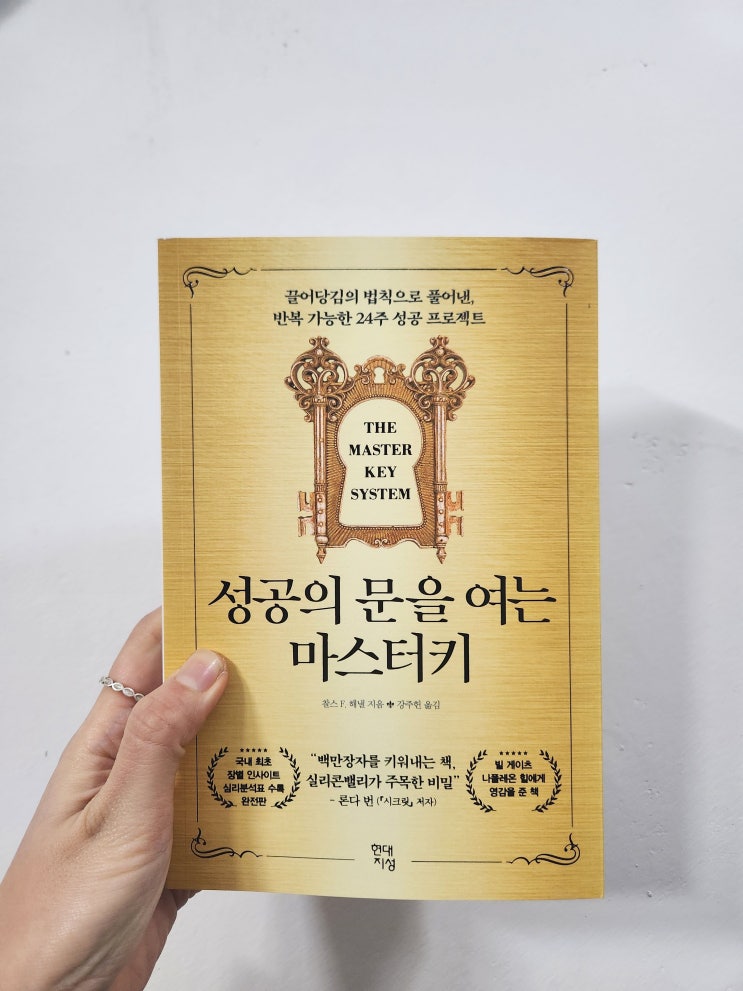 끌어당김의 법칙으로 풀어낸,
반복 가능한 24주 성공 프로젝트
THE
MASTER
KEY
SYSTEM
성공의 문을 여는
마스터키
찰스 F. 해낼 지음 ✦ 강주헌 옮김
★★★★★
국내 최초
장별 인사이트
심리분석표 수록
완전판
“백만장자를 키워내는 책,
실리콘밸리가 주목한 비밀”
- 론다 번 (『시크릿』 저자)
★★★★★
빌 게이츠
나폴레온 힐에게
영감을 준 책
현대
지성